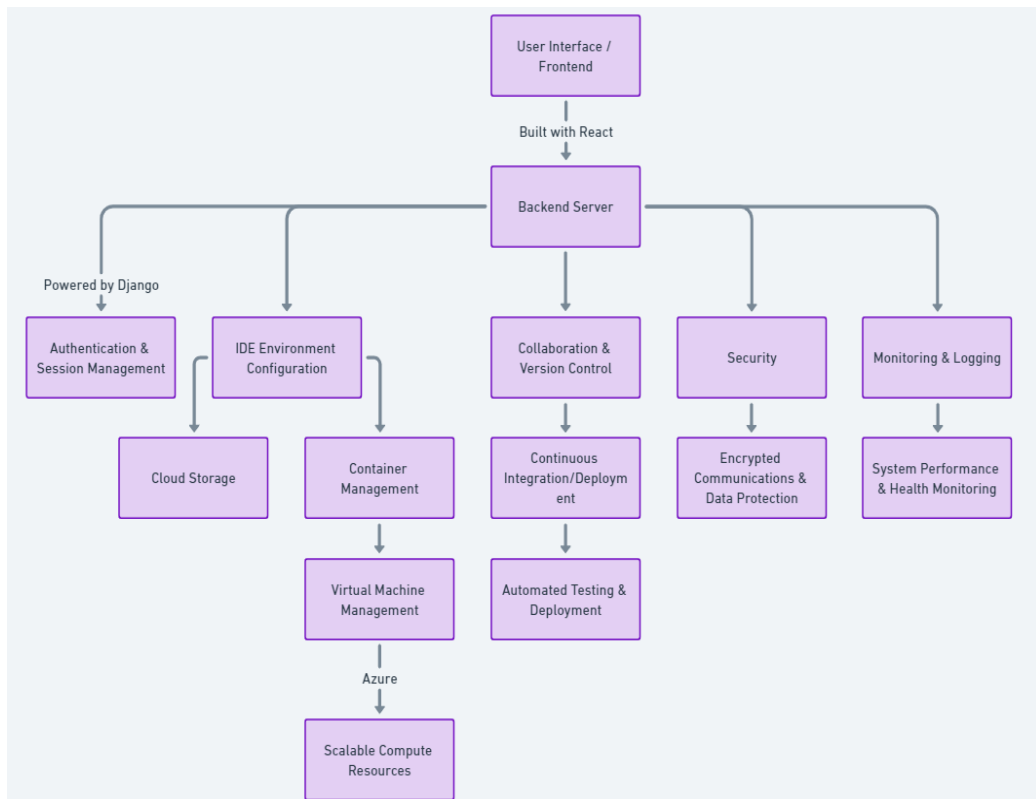 User Interface /
Frontend
Built with React
Backend Server
Powered by Django
Authentication &
Session Management
IDE Environment
Configuration
Collaboration &
Version Control
Security
Monitoring & Logging
Cloud Storage
Container
Management
Continuous
Integration/Deploym
ent
Encrypted
Communications &
Data Protection
System Performance
& Health Monitoring
Virtual Machine
Management
Automated Testing &
Deployment
Azure
Scalable Compute
Resources